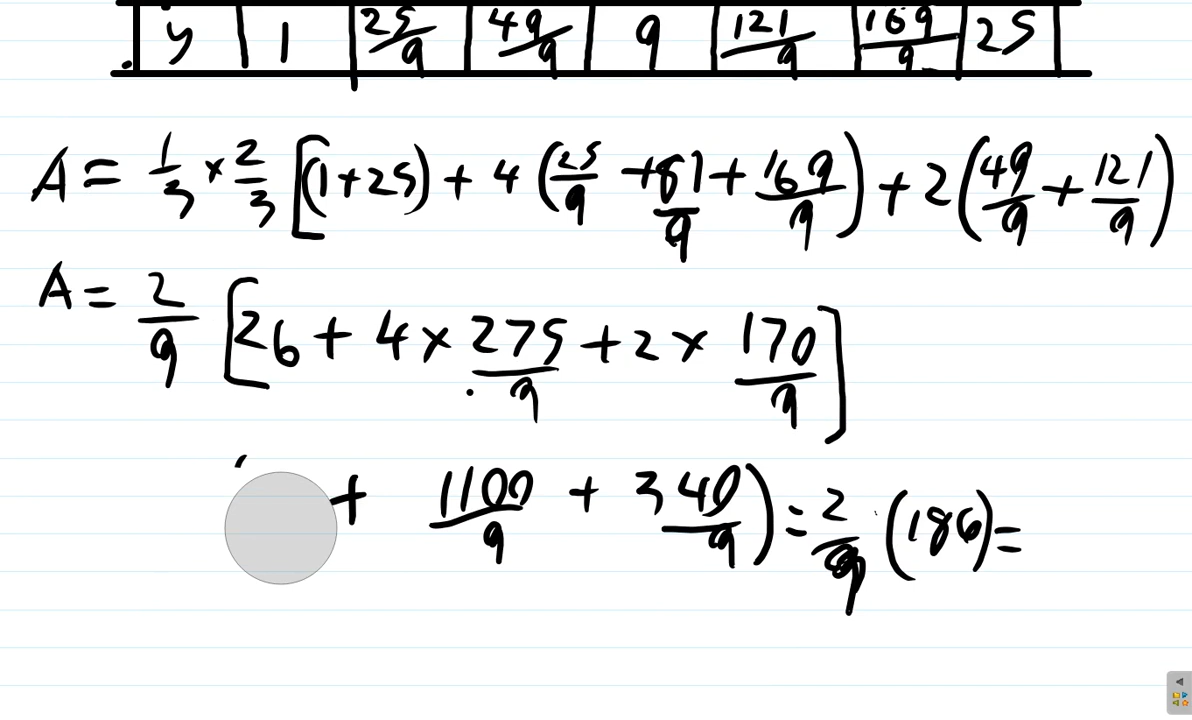 y | 1 | 25/9 | 49/9 | 9 | 121/9 | 169/9 | 25
A = 1/3 × 2/3 [(1+25) + 4 (25/9 + 81/9 + 169/9) + 2 (49/9 + 121/9)
A = 2/9 [26 + 4 × 275/9 + 2 × 170/9]
+ 1100/9 + 340/9) = 2/9 (186) =